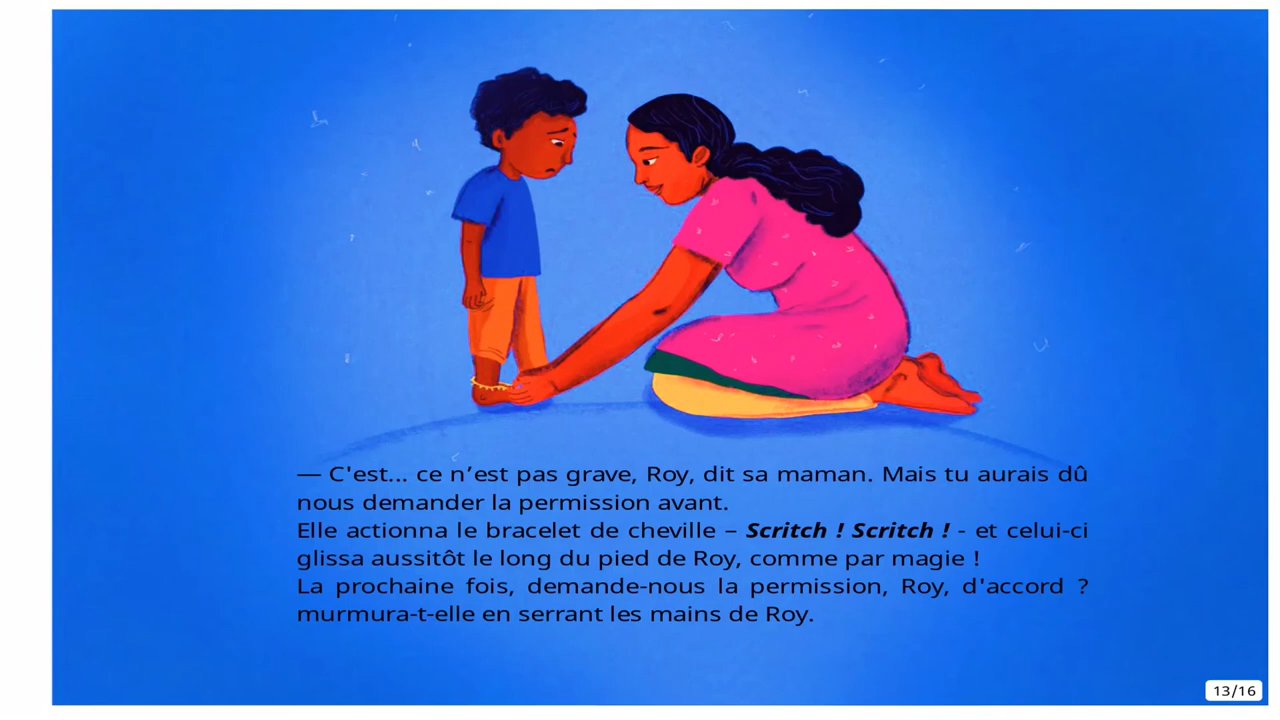 — C'est... ce n’est pas grave, Roy, dit sa maman. Mais tu aurais dû
nous demander la permission avant.
Elle actionna le bracelet de cheville – Scritch ! Scritch ! - et celui-ci
glissa aussitôt le long du pied de Roy, comme par magie !
La prochaine fois, demande-nous la permission, Roy, d'accord ?
murmura-t-elle en serrant les mains de Roy.
13/16